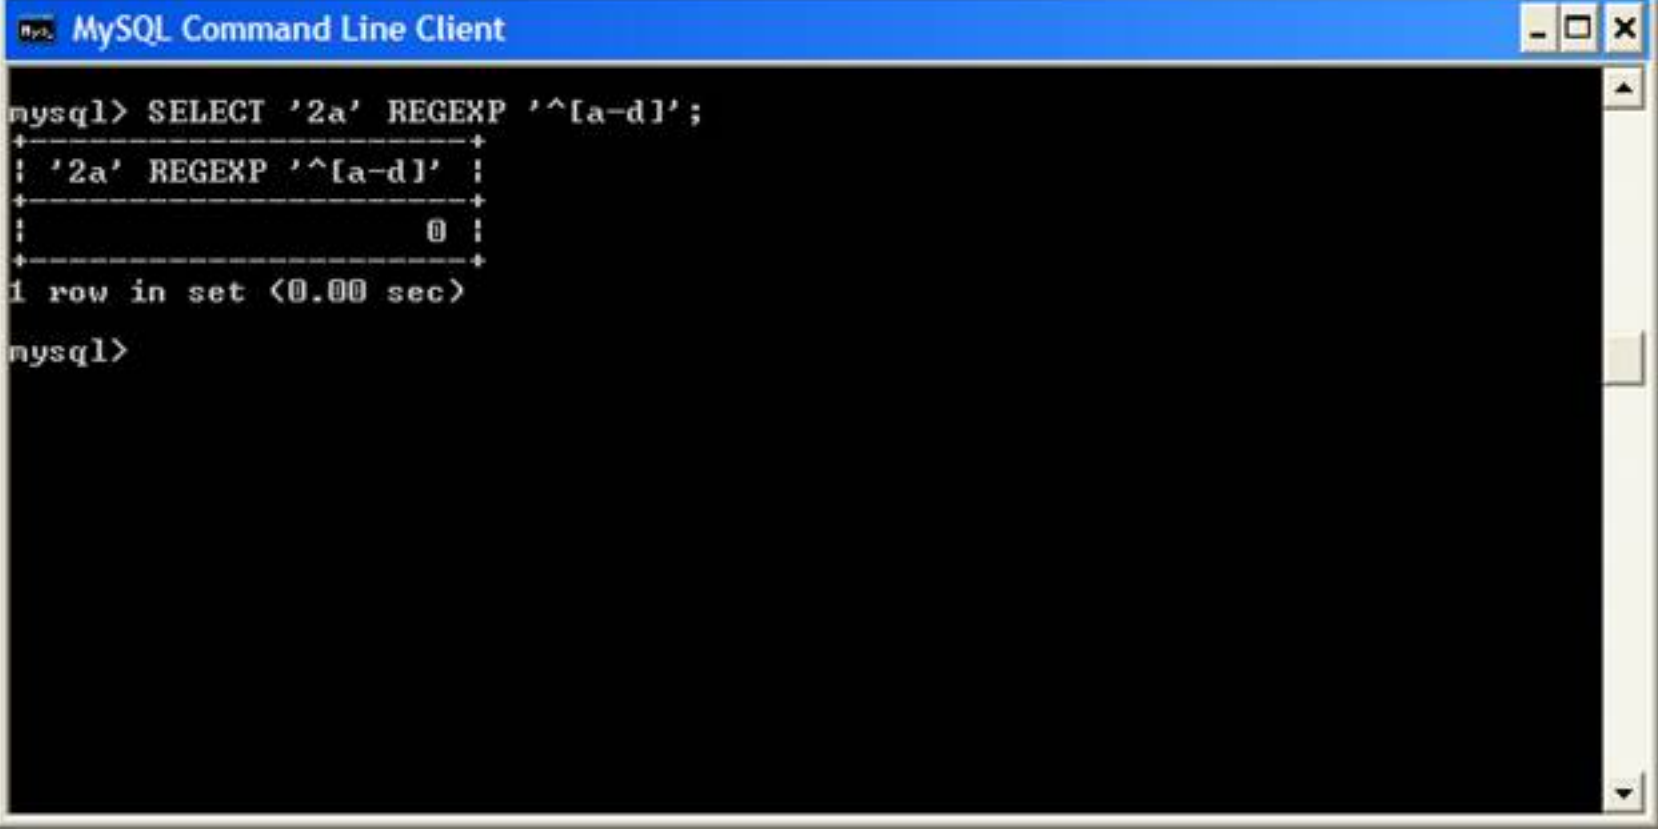 MySQL Command Line Client
mysql> SELECT '2a' REGEXP '^[a-d]';
+----------------------+
| '2a' REGEXP '^[a-d]' |
+----------------------+
|                    0 |
+----------------------+
1 row in set (0.00 sec)
mysql>